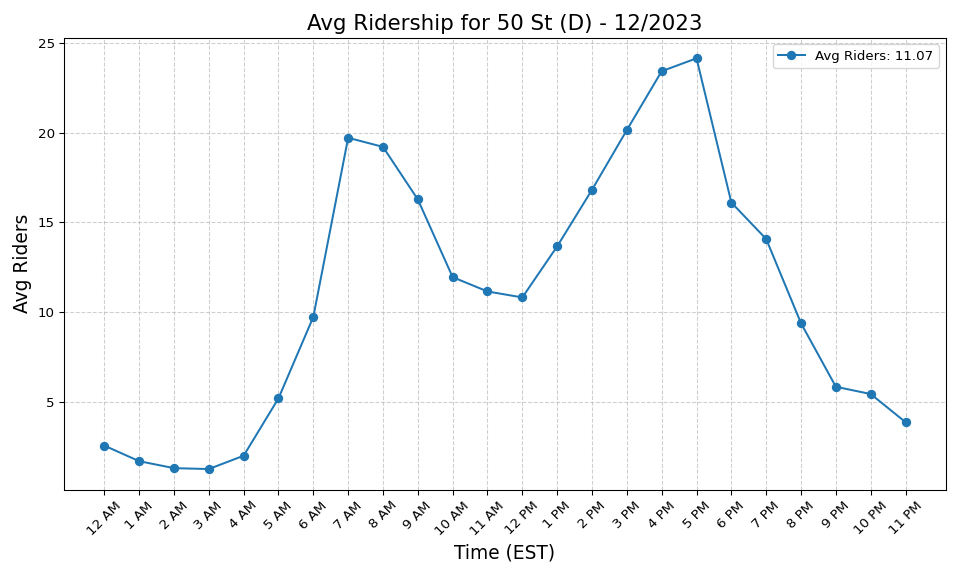 Avg Ridership for 50 St (D) - 12/2023
Avg Riders: 11.07
Avg Riders
25
20
15
10
5
12 AM 1 AM 2 AM 3 AM 4 AM 5 AM 6 AM 7 AM 8 AM 9 AM 10 AM 11 AM 12 PM 1 PM 2 PM 3 PM 4 PM 5 PM 6 PM 7 PM 8 PM 9 PM 10 PM 11 PM
Time (EST)